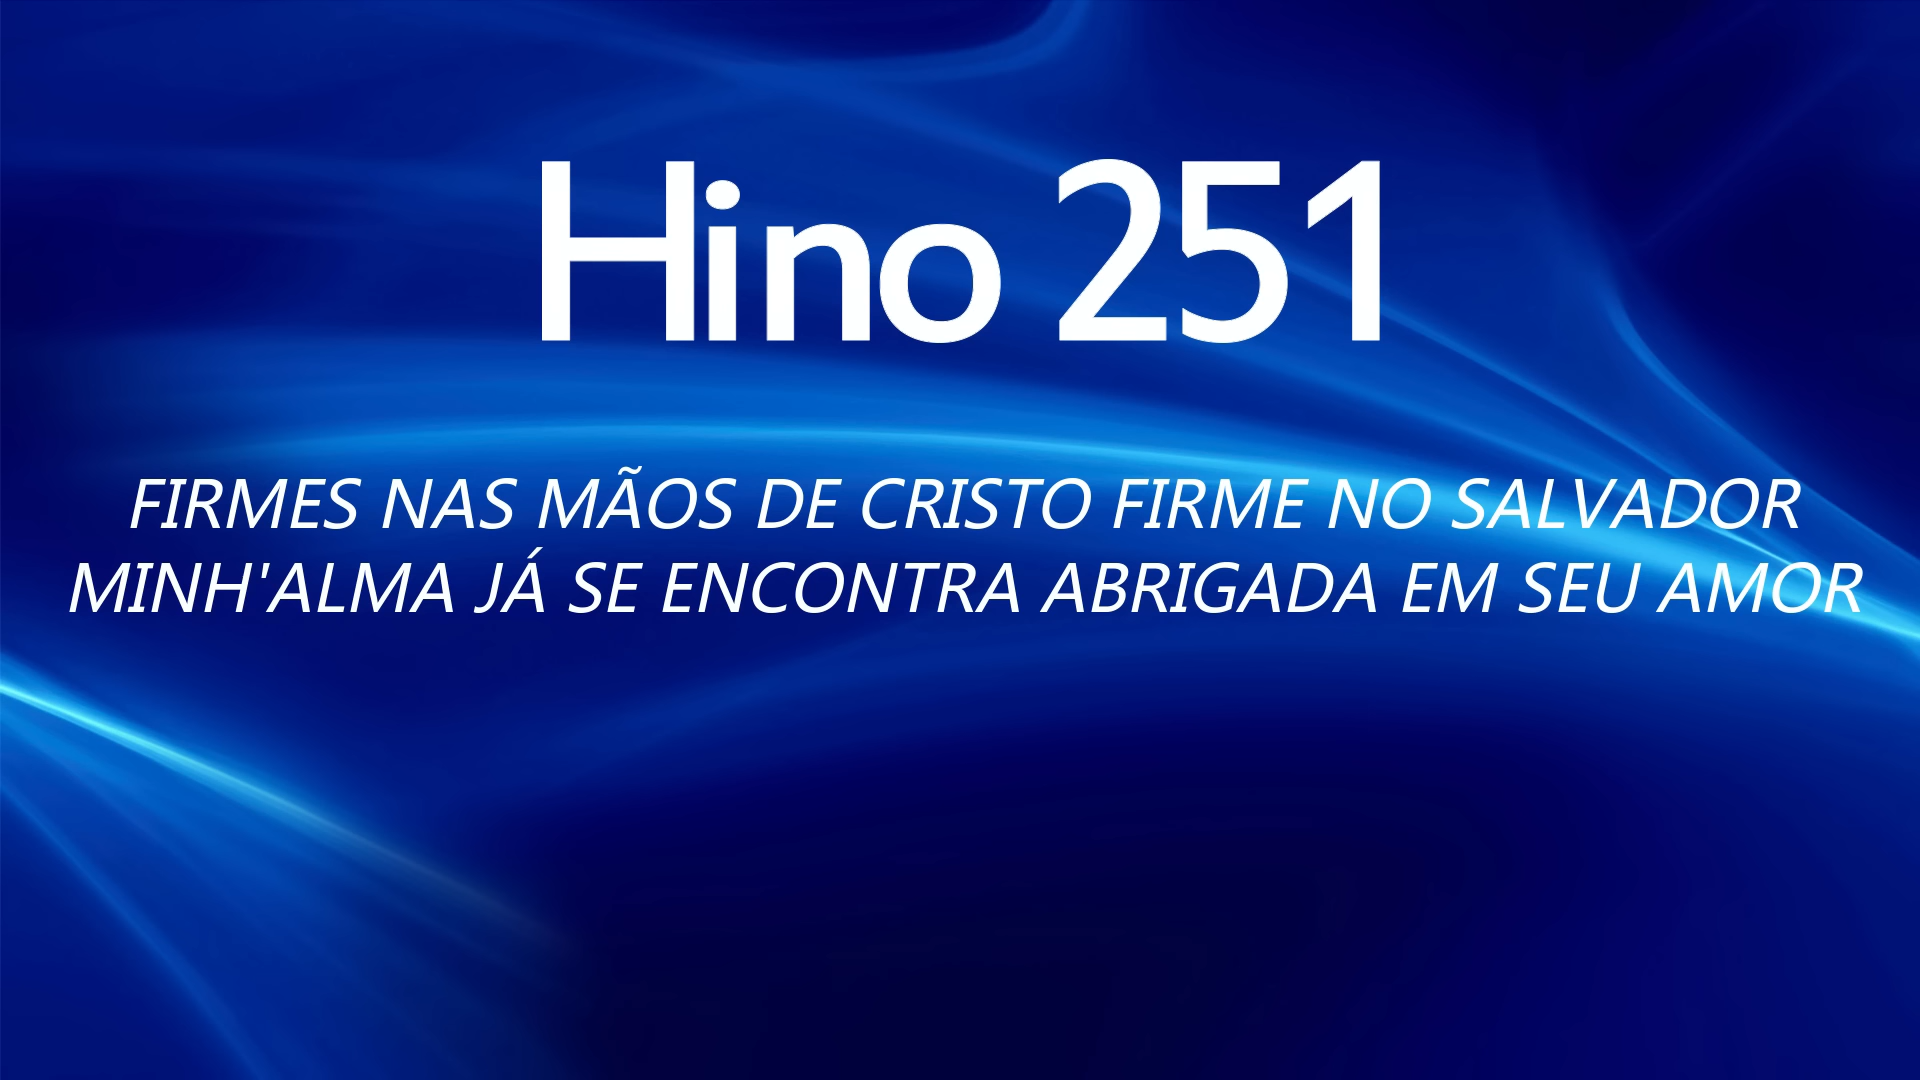 Hino 251
FIRMES NAS MÃOS DE CRISTO FIRME NO SALVADOR
MINH'ALMA JÁ SE ENCONTRA ABRIGADA EM SEU AMOR